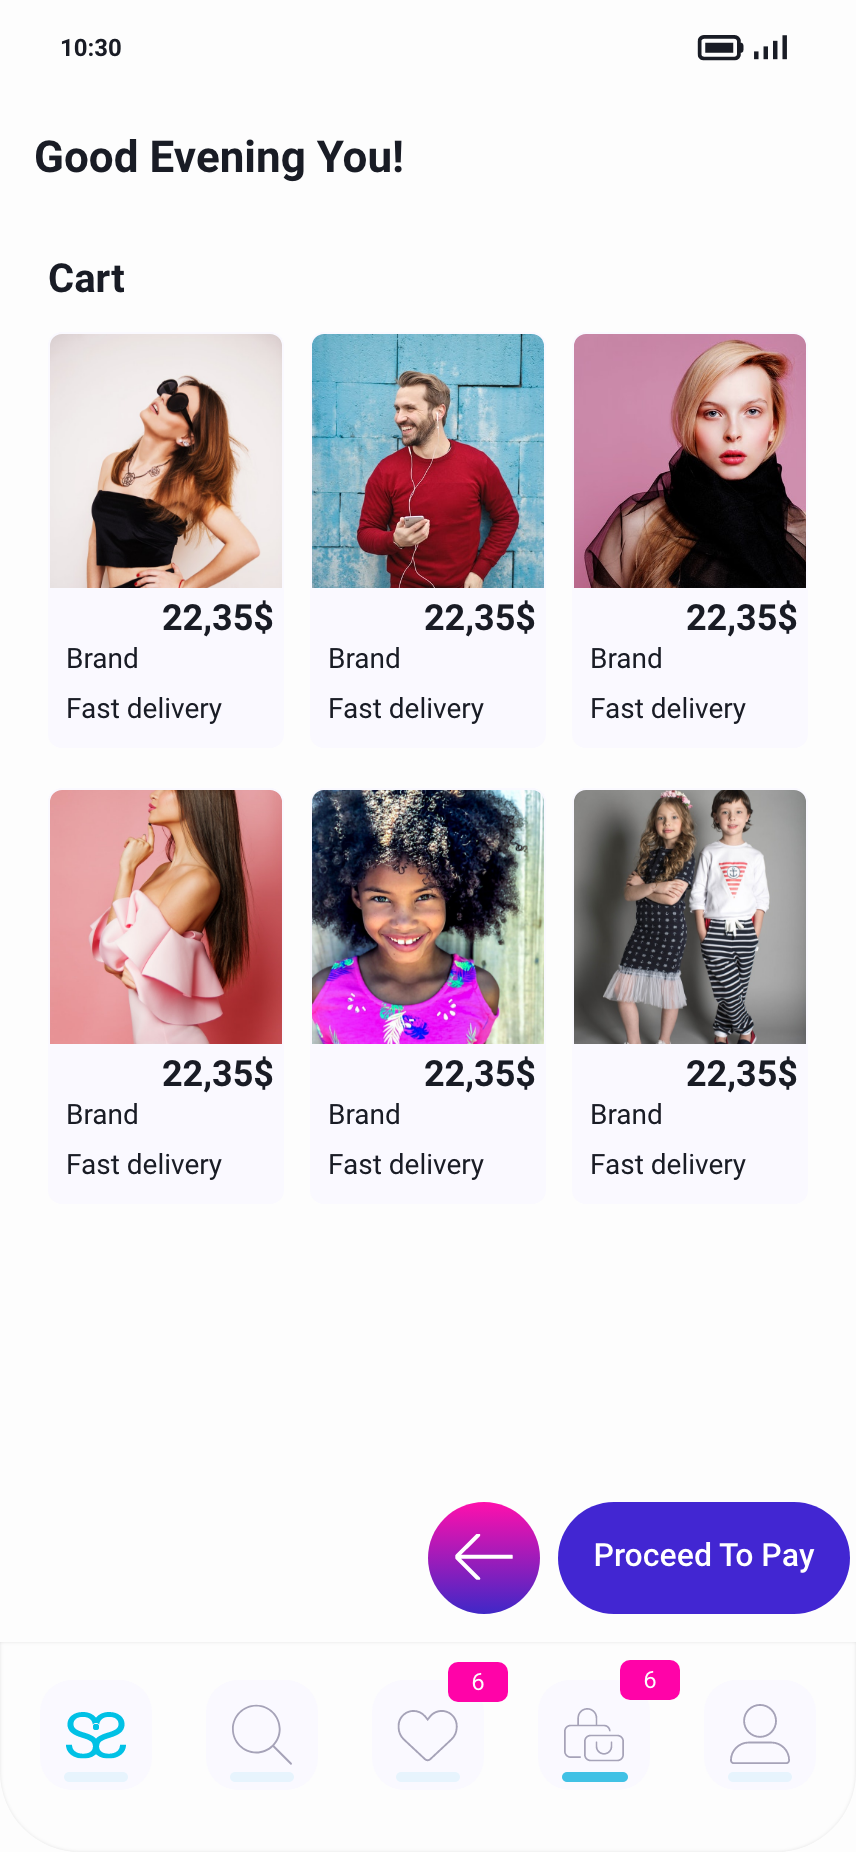 10:30
Good Evening You!
Cart
22,35$
Brand
Fast delivery
22,35$
Brand
Fast delivery
22,35$
Brand
Fast delivery
22,35$
Brand
Fast delivery
22,35$
Brand
Fast delivery
22,35$
Brand
Fast delivery
Proceed To Pay
6
6